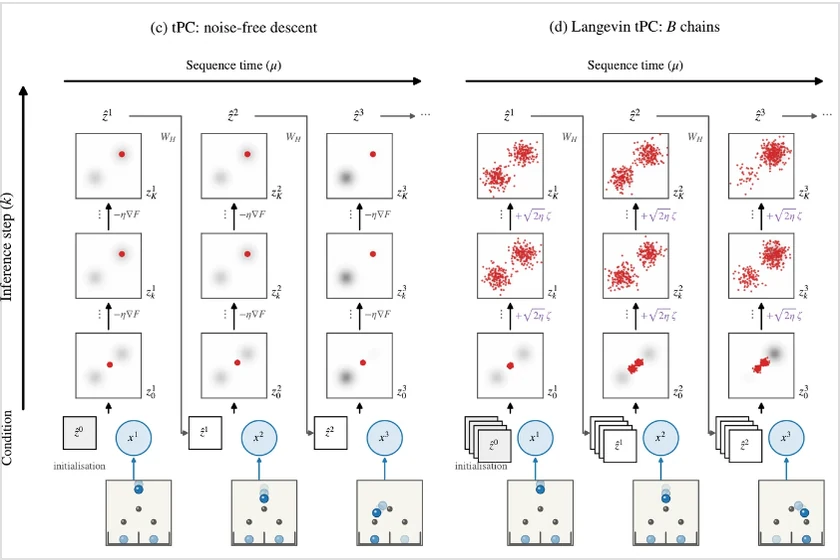 (c) tPC: noise-free descent
Sequence time (μ)
ẑ¹
ẑ²
ẑ³
...
W_H
W_H
z_K^1
z_K^2
z_K^3
⋮ −η∇F
⋮ −η∇F
⋮ −η∇F
z_k^1
z_k^2
z_k^3
⋮ −η∇F
⋮ −η∇F
⋮ −η∇F
z_0^1
z_0^2
z_0^3
ẑ⁰
x¹
ẑ¹
x²
ẑ²
x³
initialisation
Inference step (k)
Condition
(d) Langevin tPC: B chains
Sequence time (μ)
ẑ¹
ẑ²
ẑ³
...
W_H
W_H
z_K^1
z_K^2
z_K^3
⋮ +√2η ζ
⋮ +√2η ζ
⋮ +√2η ζ
z_k^1
z_k^2
z_k^3
⋮ +√2η ζ
⋮ +√2η ζ
⋮ +√2η ζ
z_0^1
z_0^2
z_0^3
ẑ⁰
x¹
ẑ¹
x²
ẑ²
x³
initialisation